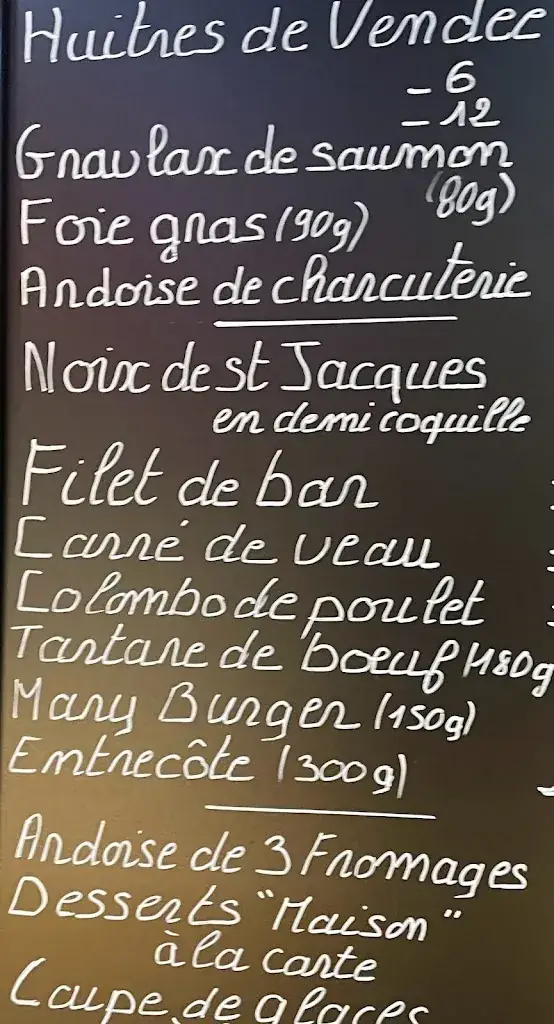 Huitres de Vendée
- 6
- 12
Gravlax de saumon
(80g)
Foie gras (90g)
Ardoise de charcuterie
Noix de st Jacques
en demi coquille
Filet de bar
Carré de veau
Colombo de poulet
Tartare de boeuf (180g
Mary Burger (150g)
Entrecôte (300g)
Ardoise de 3 Fromages
Desserts "Maison"
à la carte
Coupe de glaces